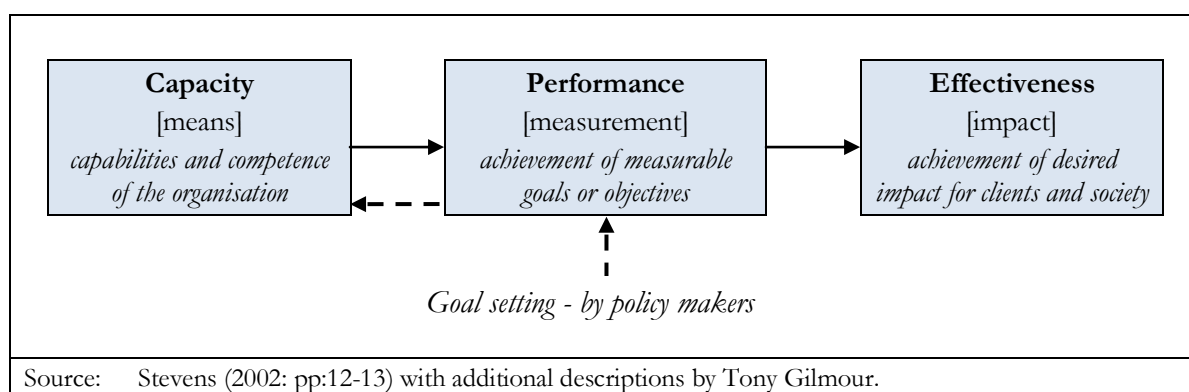 Capacity
[means]
capabilities and competence
of the organisation
Performance
[measurement]
achievement of measurable
goals or objectives
Effectiveness
[impact]
achievement of desired
impact for clients and society
Goal setting - by policy makers
Source: Stevens (2002: pp:12-13) with additional descriptions by Tony Gilmour.